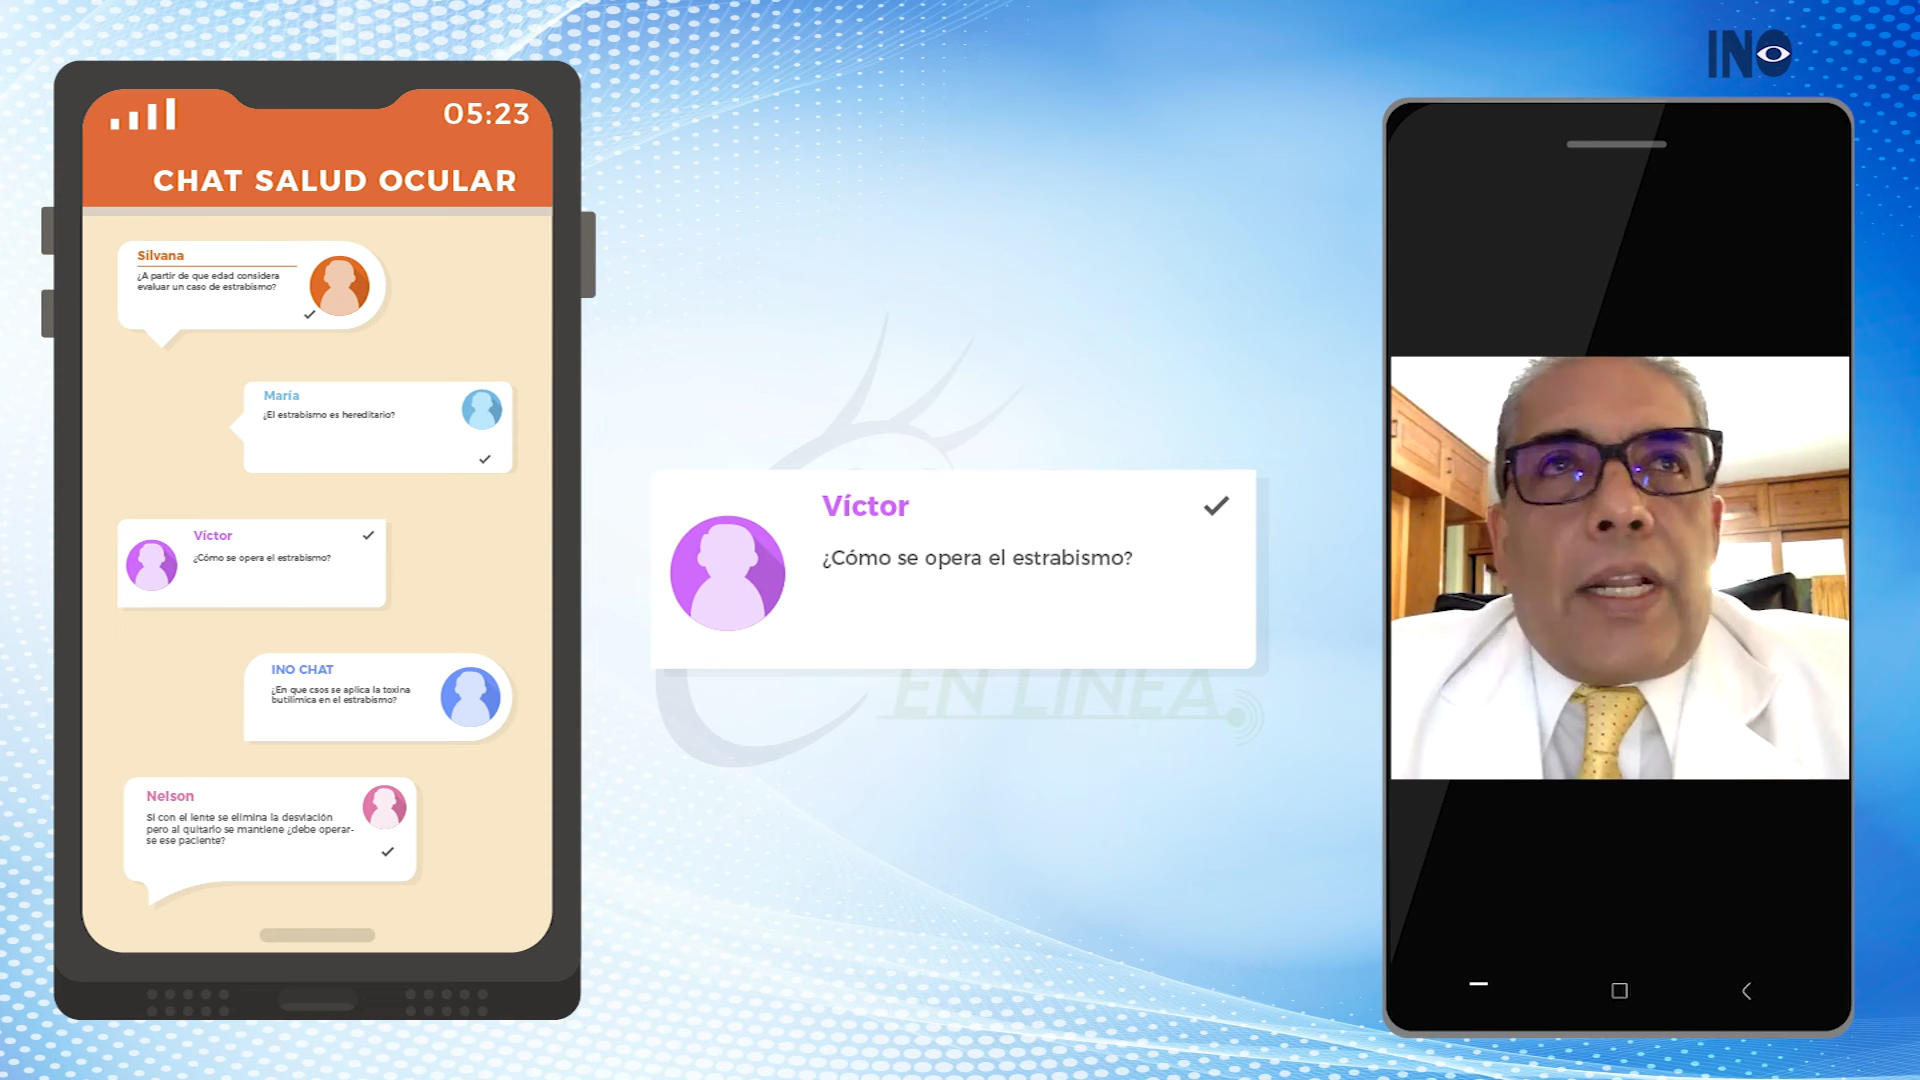 05:23
CHAT SALUD OCULAR
Silvana
¿A partir de que edad considera
evaluar un caso de estrabismo?
María
¿El estrabismo es hereditario?
Víctor
¿Cómo se opera el estrabismo?
INO CHAT
¿En que csos se aplica la toxina
butilímica en el estrabismo?
Nelson
Si con el lente se elimina la desviación
pero al quitarlo se mantiene ¿debe operar-
se ese paciente?
Víctor
¿Cómo se opera el estrabismo?
EN LINEA
INO